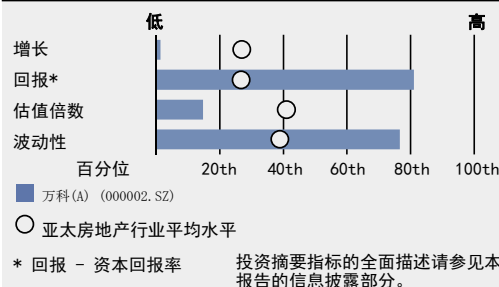 低 高
增长
回报*
估值倍数
波动性
百分位 20th 40th 60th 80th 100th
万科(A) (000002.SZ)
亚太房地产行业平均水平
* 回报 - 资本回报率 投资摘要指标的全面描述请参见本
报告的信息披露部分。